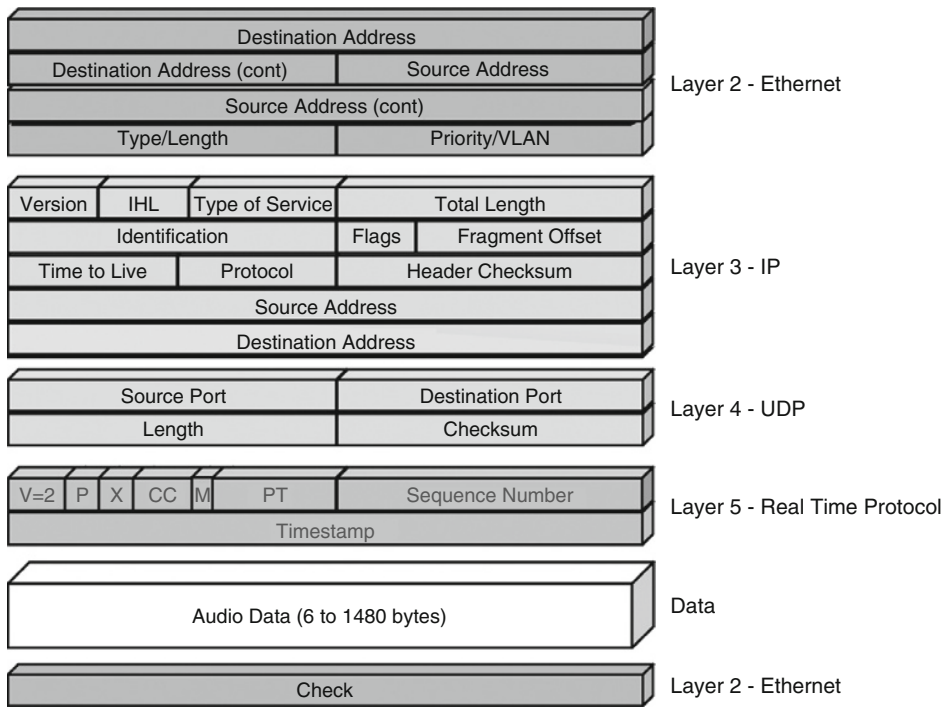 Destination Address
Destination Address (cont) Source Address
Layer 2 - Ethernet
Source Address (cont)
Type/Length Priority/VLAN
Version IHL Type of Service Total Length
Identification Flags Fragment Offset
Time to Live Protocol Header Checksum
Layer 3 - IP
Source Address
Destination Address
Source Port Destination Port
Layer 4 - UDP
Length Checksum
V=2 P X CC M PT Sequence Number
Layer 5 - Real Time Protocol
Timestamp
Audio Data (6 to 1480 bytes)
Data
Check
Layer 2 - Ethernet